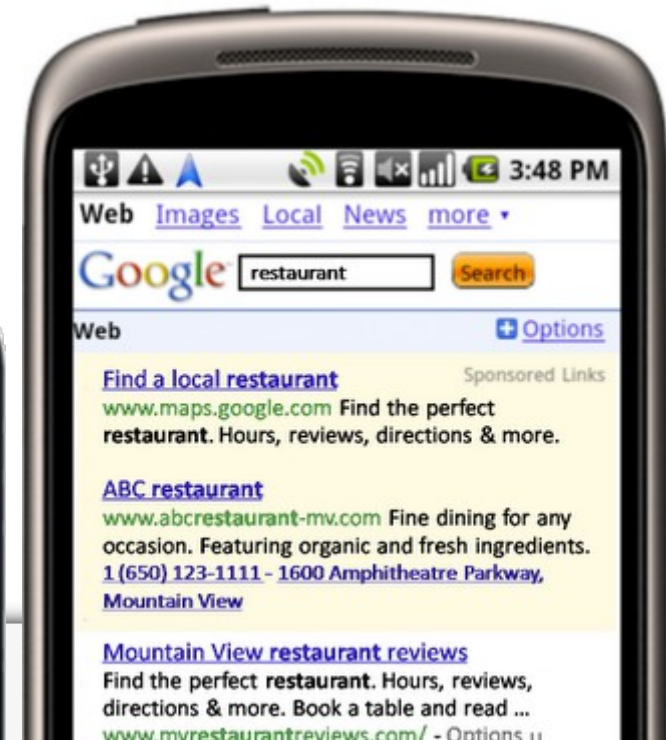 3:48 PM
Web Images Local News more
Google restaurant Search
Web Options
Find a local restaurant Sponsored Links
www.maps.google.com Find the perfect
restaurant. Hours, reviews, directions & more.
ABC restaurant
www.abcrestaurant-mv.com Fine dining for any
occasion. Featuring organic and fresh ingredients.
1 (650) 123-1111 - 1600 Amphitheatre Parkway,
Mountain View
Mountain View restaurant reviews
Find the perfect restaurant. Hours, reviews,
directions & more. Book a table and read ...
www.myrestaurantreviews.com/ - Options